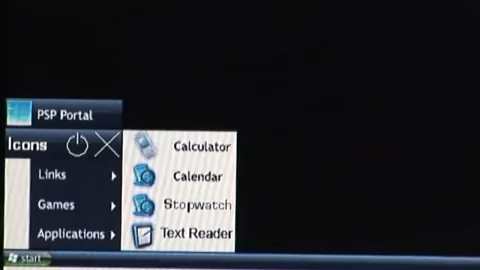 PSP Portal
Icons
Links
Games
Applications
Calculator
Calendar
Stopwatch
Text Reader
start